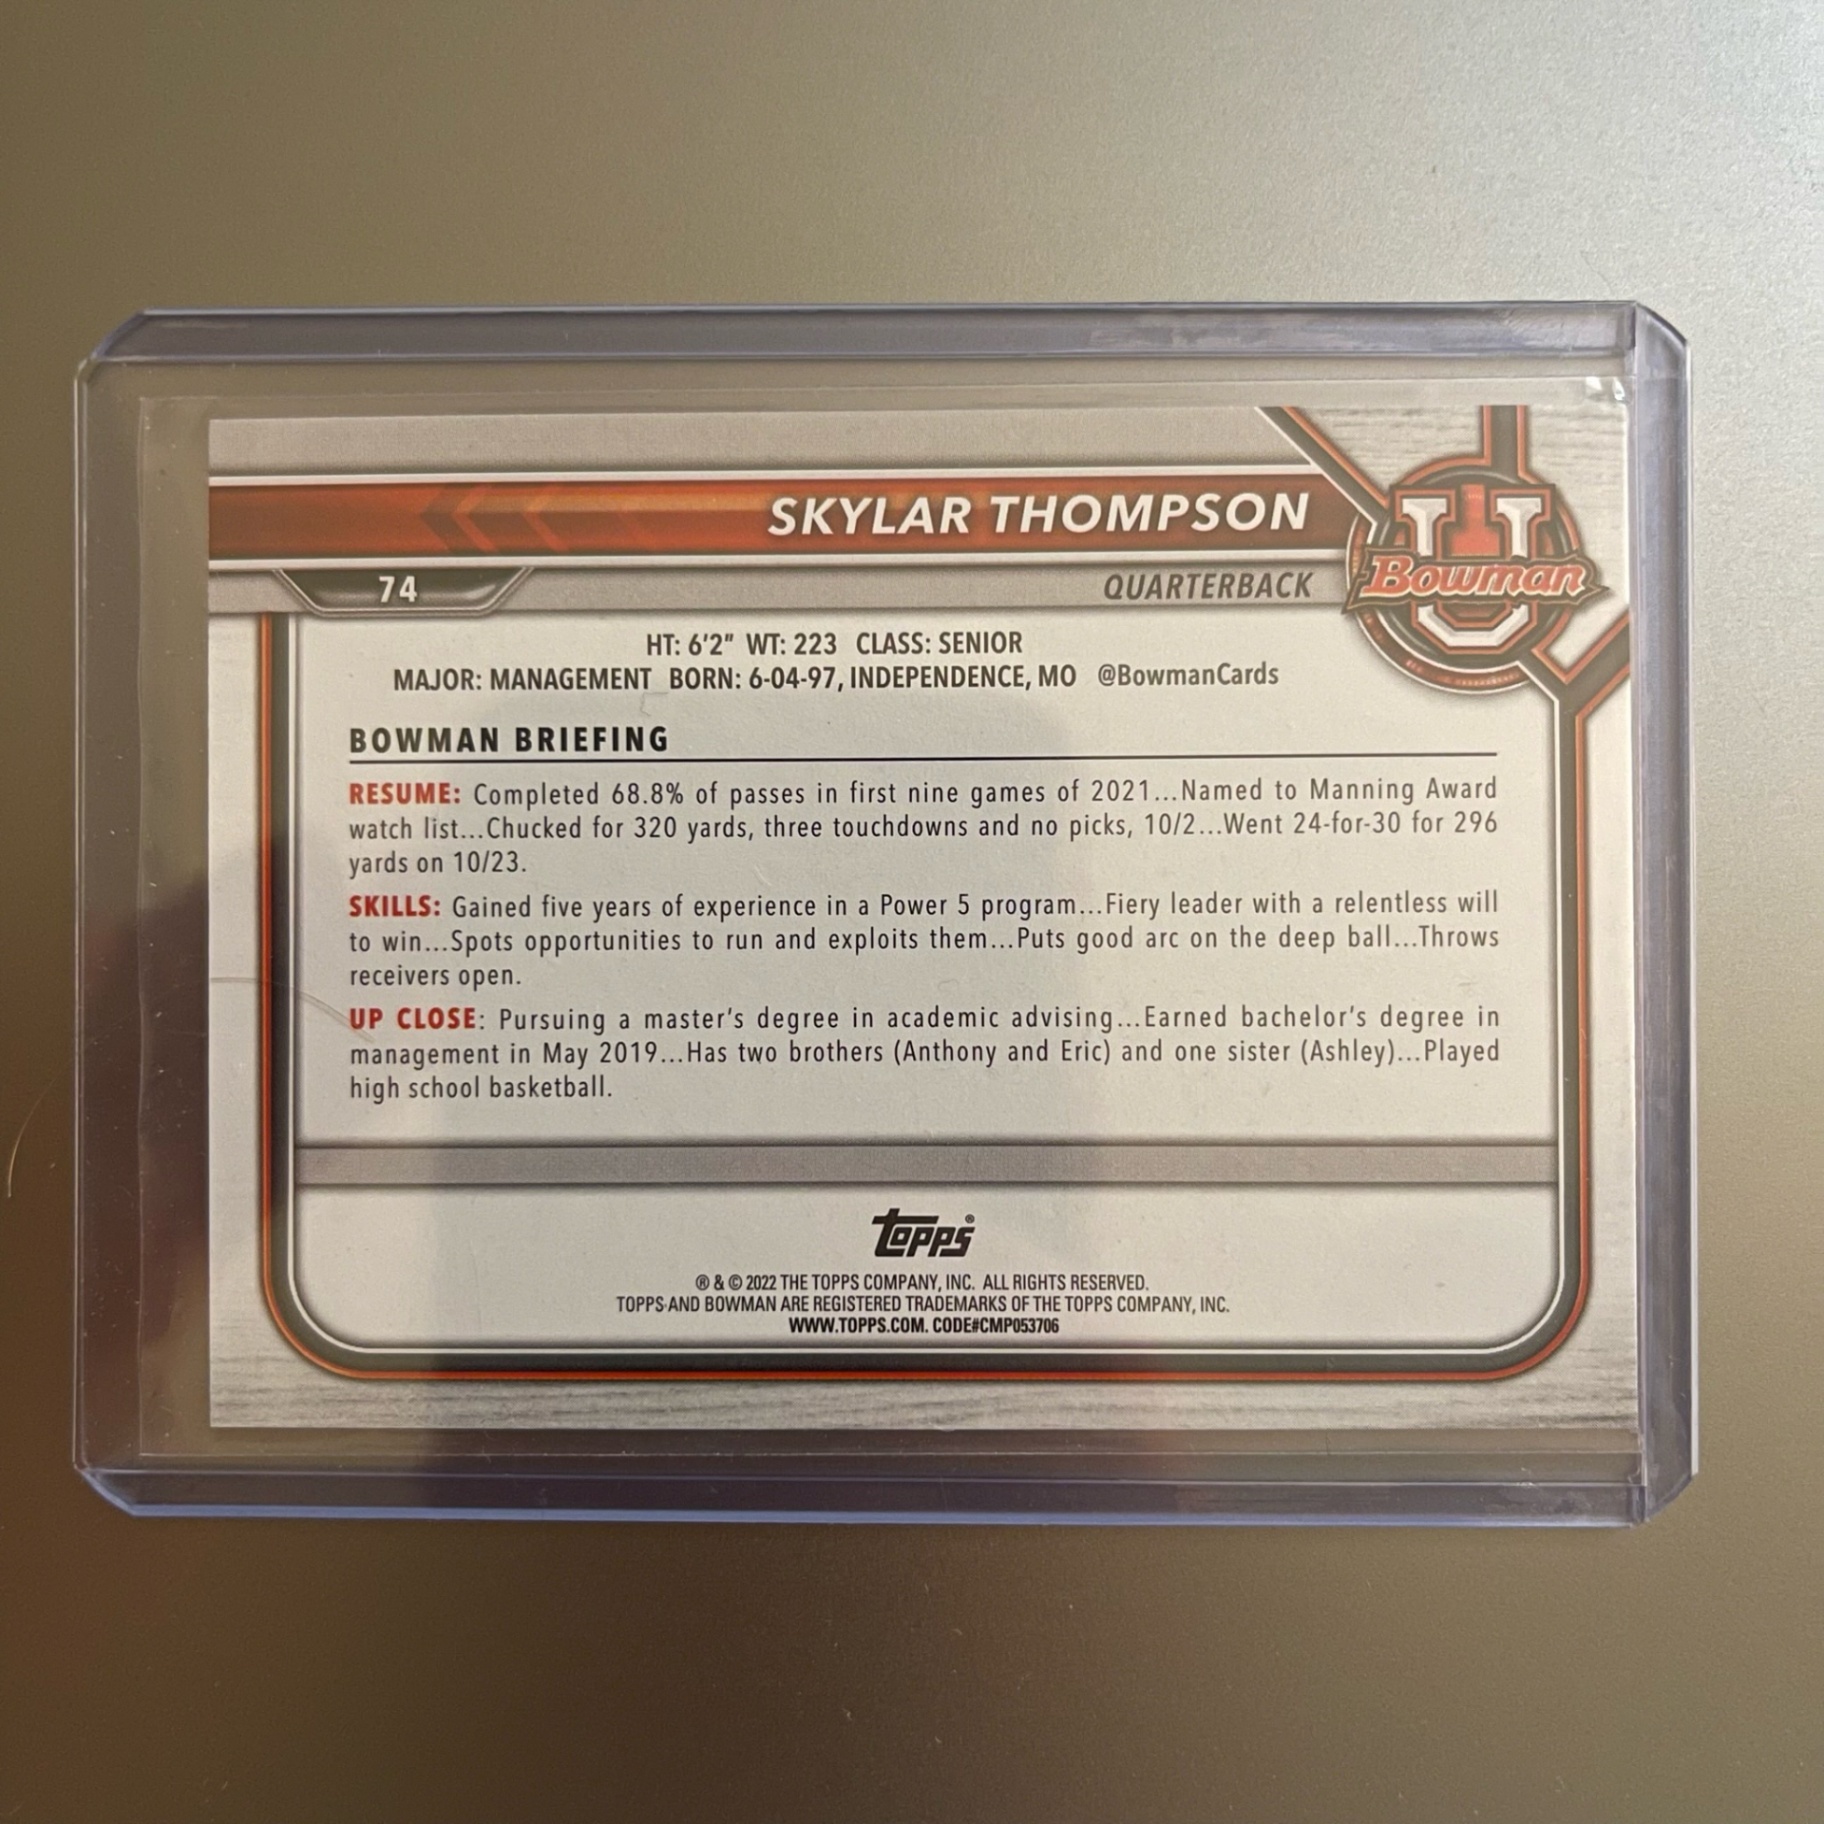 SKYLAR THOMPSON
U
Bowman
74
QUARTERBACK
HT: 6'2" WT: 223 CLASS: SENIOR
MAJOR: MANAGEMENT BORN: 6-04-97, INDEPENDENCE, MO @BowmanCards
BOWMAN BRIEFING
RESUME: Completed 68.8% of passes in first nine games of 2021...Named to Manning Award
watch list...Chucked for 320 yards, three touchdowns and no picks, 10/2...Went 24-for-30 for 296
yards on 10/23.
SKILLS: Gained five years of experience in a Power 5 program...Fiery leader with a relentless will
to win...Spots opportunities to run and exploits them...Puts good arc on the deep ball...Throws
receivers open.
UP CLOSE: Pursuing a master's degree in academic advising...Earned bachelor's degree in
management in May 2019...Has two brothers (Anthony and Eric) and one sister (Ashley)...Played
high school basketball.
topps®
® & © 2022 THE TOPPS COMPANY, INC. ALL RIGHTS RESERVED.
TOPPS AND BOWMAN ARE REGISTERED TRADEMARKS OF THE TOPPS COMPANY, INC.
WWW.TOPPS.COM. CODE#CMP053706